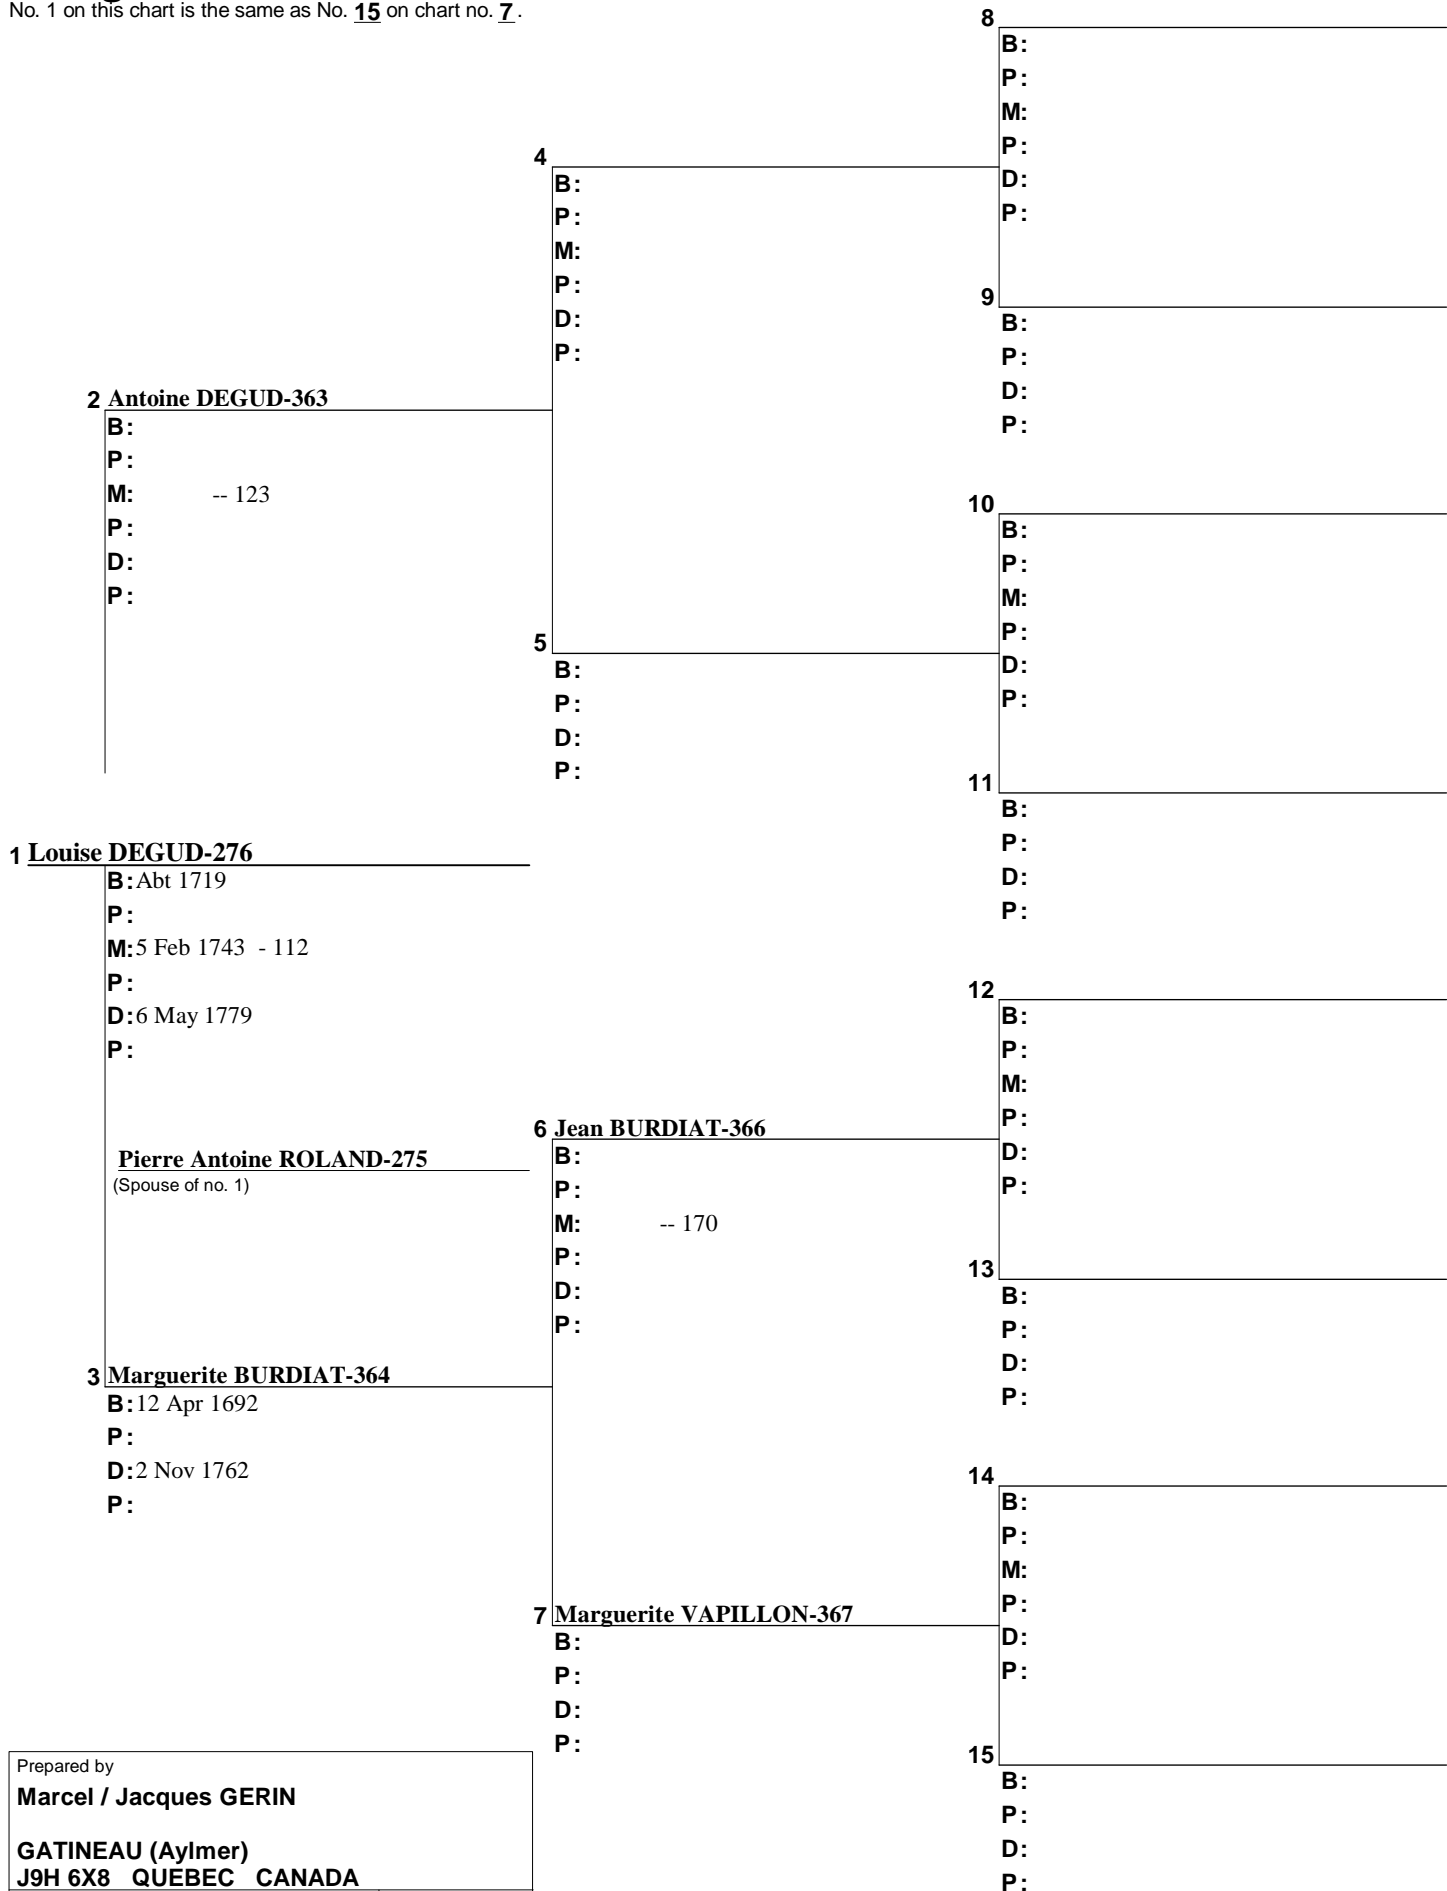 No. 1 on this chart is the same as No. 15 on chart no. 7 .
8
B:
P:
M:
P:
D:
P:
4
B:
P:
M:
P:
D:
P:
9
B:
P:
D:
P:
2 Antoine DEGUD-363
B:
P:
M: -- 123
P:
D:
P:
10
B:
P:
M:
P:
D:
P:
5
B:
P:
D:
P:
11
B:
P:
D:
P:
1 Louise DEGUD-276
B: Abt 1719
P:
M: 5 Feb 1743 - 112
P:
D: 6 May 1779
P:
Pierre Antoine ROLAND-275
(Spouse of no. 1)
12
B:
P:
M:
P:
D:
P:
6 Jean BURDIAT-366
B:
P:
M: -- 170
P:
D:
P:
13
B:
P:
D:
P:
3 Marguerite BURDIAT-364
B: 12 Apr 1692
P:
D: 2 Nov 1762
P:
14
B:
P:
M:
P:
D:
P:
7 Marguerite VAPILLON-367
B:
P:
D:
P:
15
B:
P:
D:
P:
Prepared by
Marcel / Jacques GERIN
GATINEAU (Aylmer)
J9H 6X8 QUEBEC CANADA